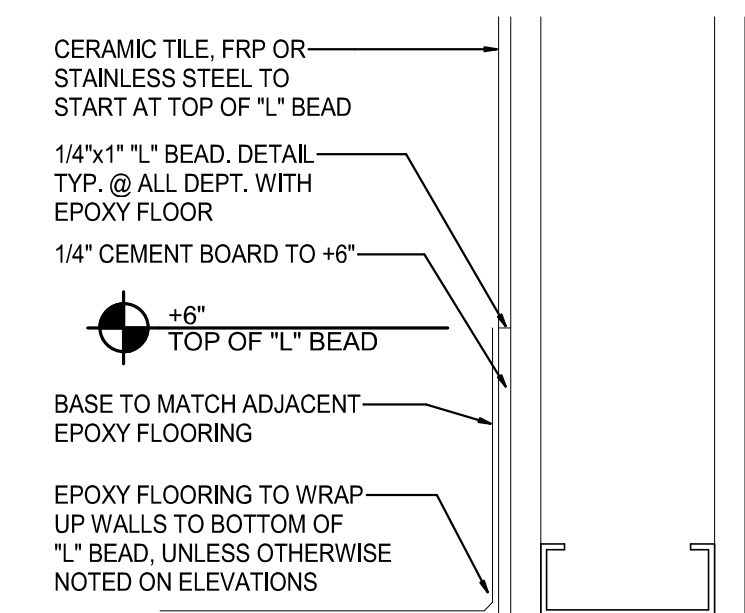 CERAMIC TILE, FRP OR
STAINLESS STEEL TO
START AT TOP OF "L" BEAD
1/4"x1" "L" BEAD. DETAIL
TYP. @ ALL DEPT. WITH
EPOXY FLOOR
1/4" CEMENT BOARD TO +6"
+6"
TOP OF "L" BEAD
BASE TO MATCH ADJACENT
EPOXY FLOORING
EPOXY FLOORING TO WRAP
UP WALLS TO BOTTOM OF
"L" BEAD, UNLESS OTHERWISE
NOTED ON ELEVATIONS